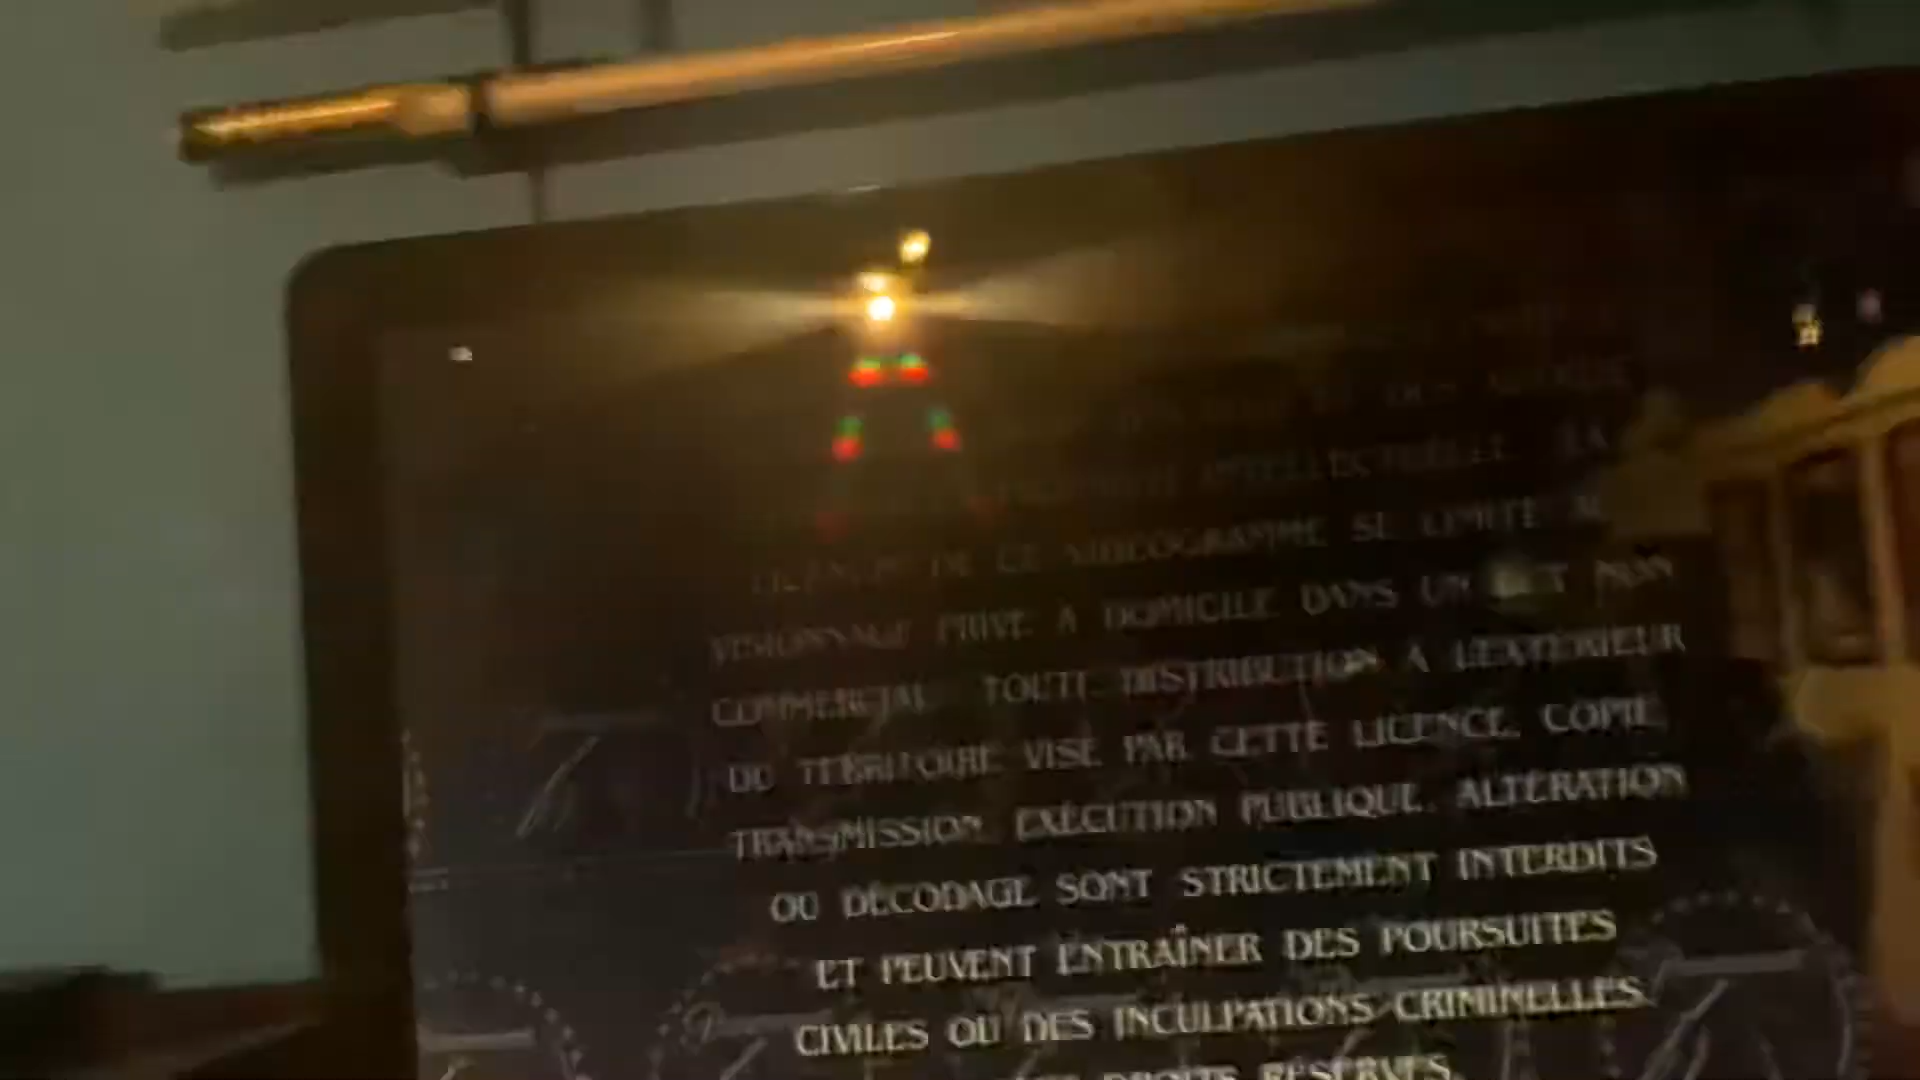 INTELLECTUELLE. LA
LICENCE DE CE VIDÉOGRAMME SE LIMITE AU
VISIONNAGE PRIVÉ À DOMICILE DANS UN BUT NON
COMMERCIAL. TOUTE DISTRIBUTION À L'EXTÉRIEUR
DU TERRITOIRE VISÉ PAR CETTE LICENCE, COPIE,
TRANSMISSION, EXÉCUTION PUBLIQUE, ALTÉRATION
OU DÉCODAGE SONT STRICTEMENT INTERDITS
ET PEUVENT ENTRAÎNER DES POURSUITES
CIVILES OU DES INCULPATIONS CRIMINELLES.
DROITS RÉSERVÉS.